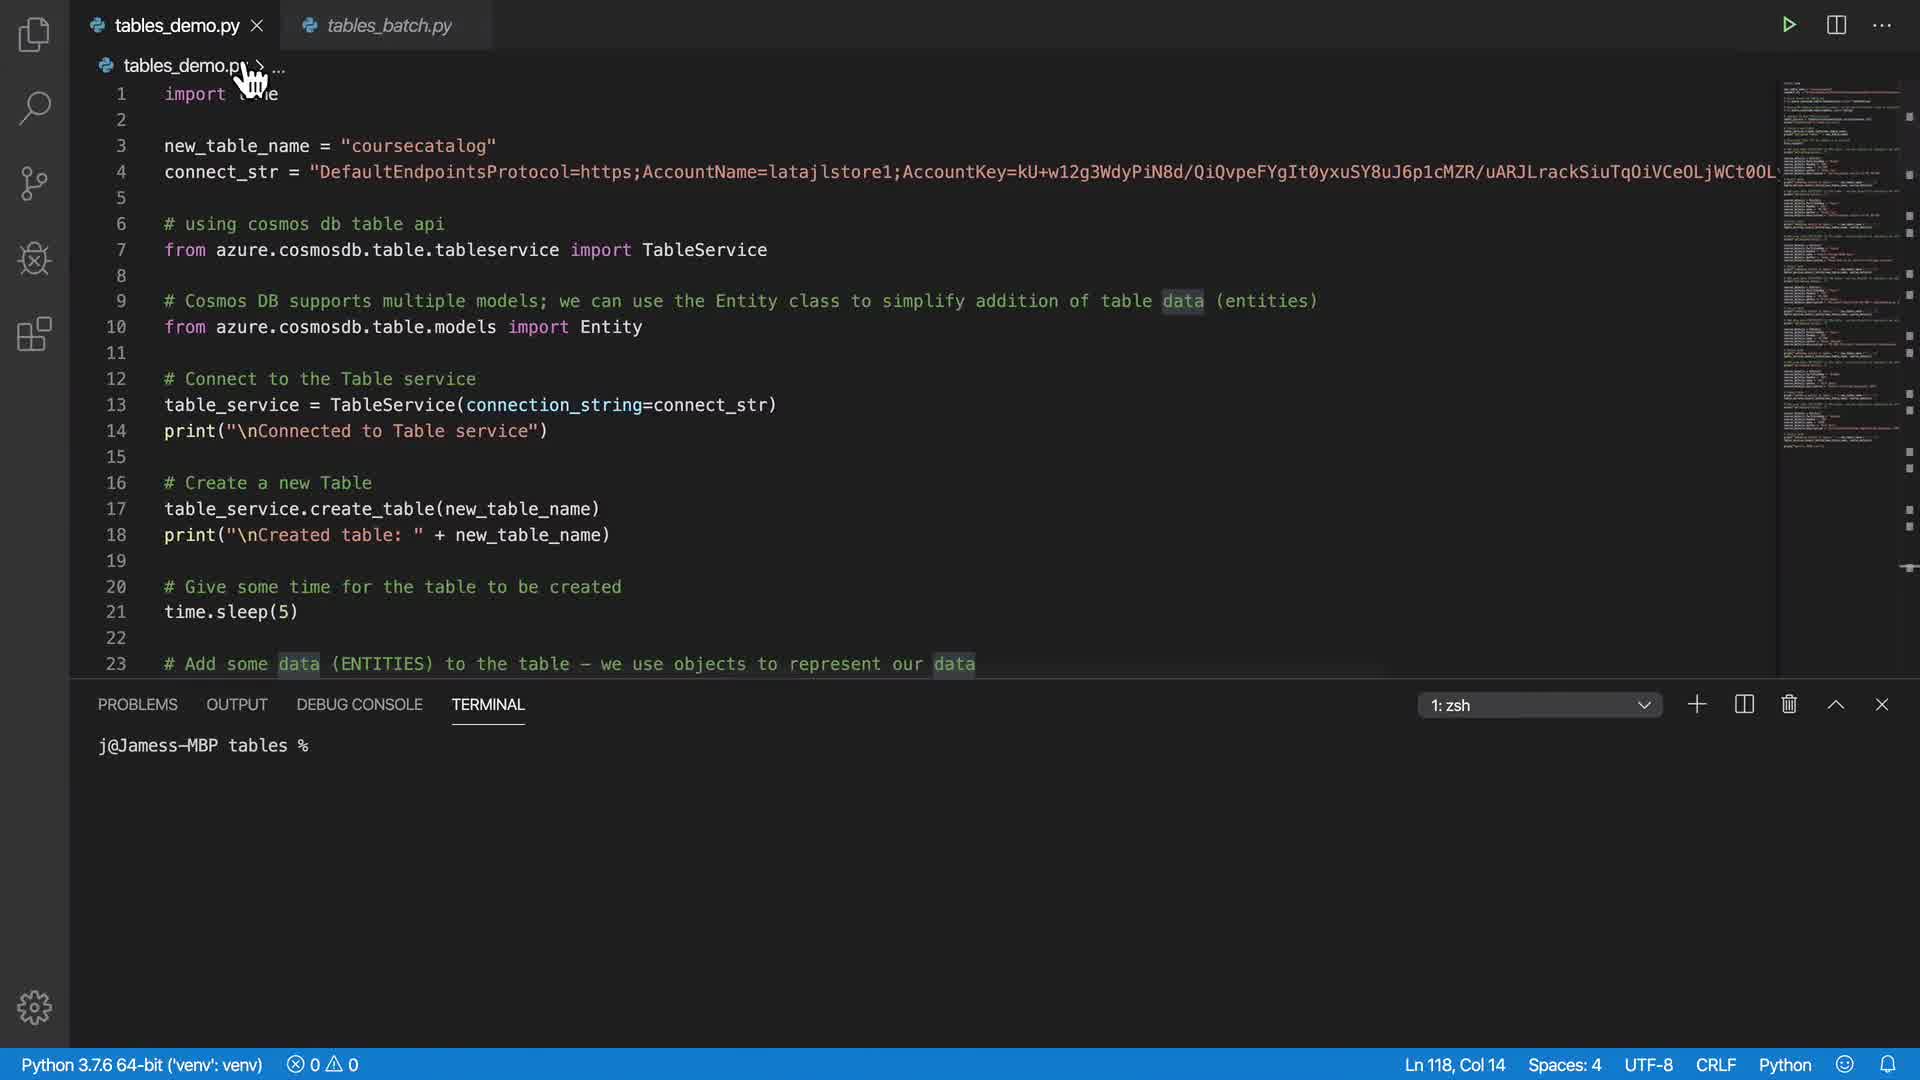 tables_demo.py
tables_batch.py
tables_demo.py > ...
1 import
2
3 new_table_name = "coursecatalog"
4 connect_str = "DefaultEndpointsProtocol=https;AccountName=latajlstore1;AccountKey=kU+w12g3WdyPiN8d/QiQvpeFYgIt0yxuSY8uJ6p1cMZR/uARJLrackSiuTqOiVCeOLjWCt0OL
5
6 # using cosmos db table api
7 from azure.cosmosdb.table.tableservice import TableService
8
9 # Cosmos DB supports multiple models; we can use the Entity class to simplify addition of table data (entities)
10 from azure.cosmosdb.table.models import Entity
11
12 # Connect to the Table service
13 table_service = TableService(connection_string=connect_str)
14 print("\nConnected to Table service")
15
16 # Create a new Table
17 table_service.create_table(new_table_name)
18 print("\nCreated table: " + new_table_name)
19
20 # Give some time for the table to be created
21 time.sleep(5)
22
23 # Add some data (ENTITIES) to the table – we use objects to represent our data
PROBLEMS OUTPUT DEBUG CONSOLE TERMINAL 1: zsh
j@Jamess-MBP tables %
Python 3.7.6 64-bit ('venv': venv) 0 0 Ln 118, Col 14 Spaces: 4 UTF-8 CRLF Python